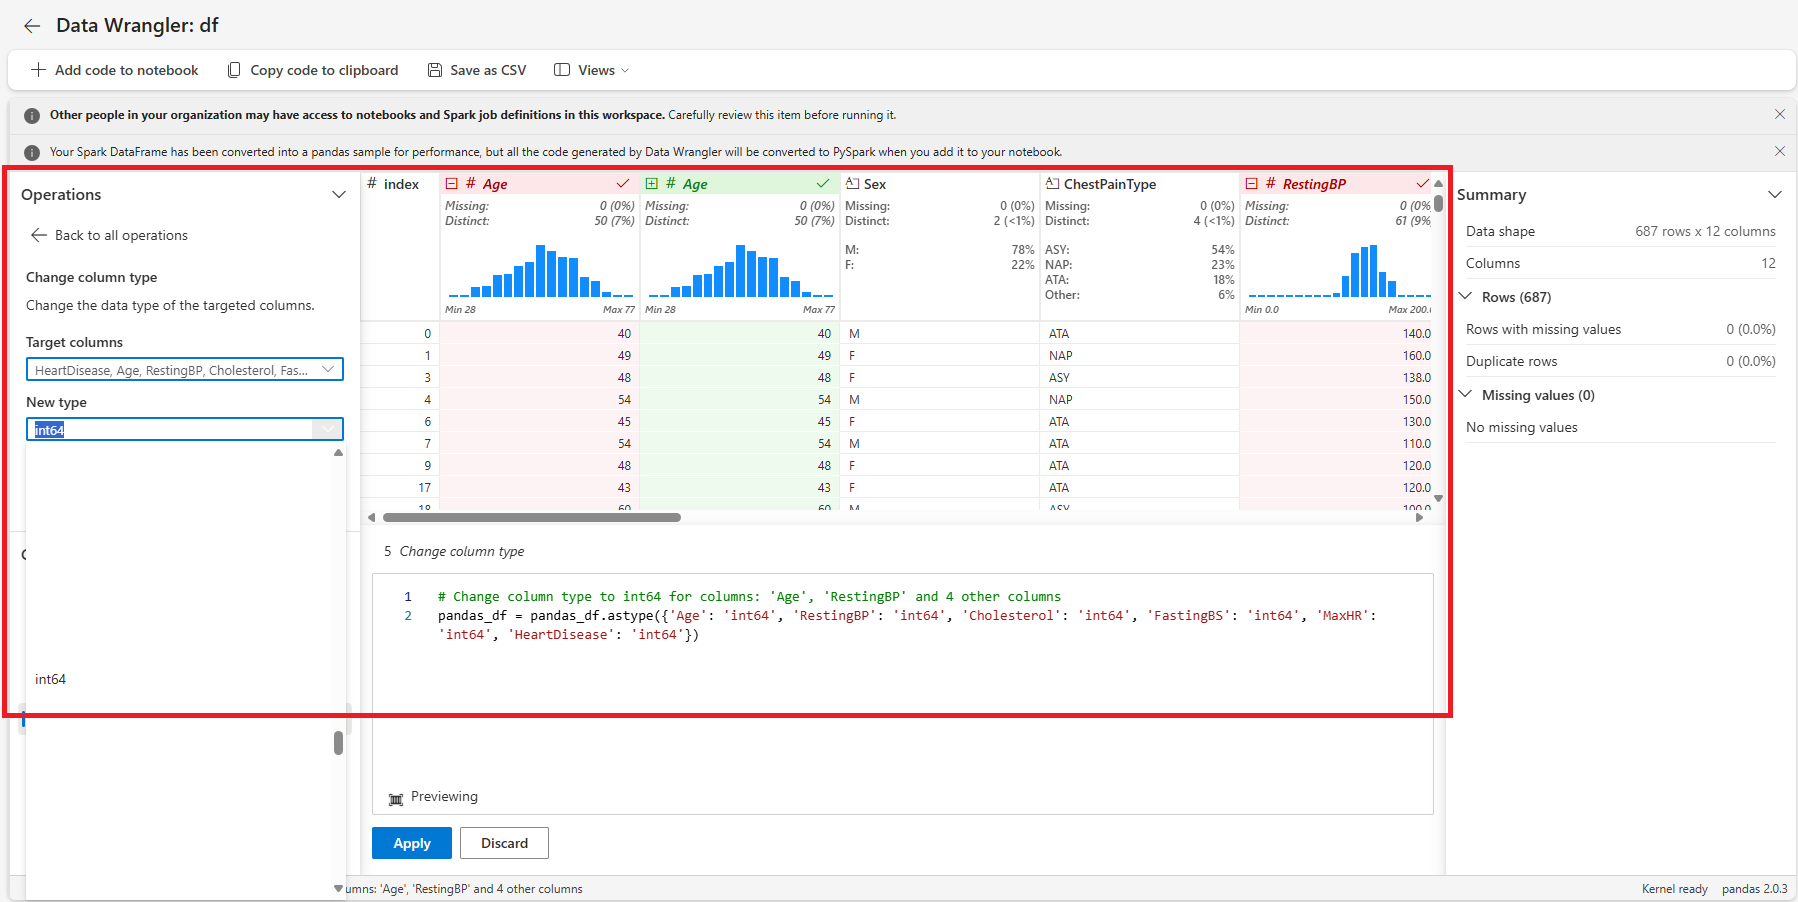 Data Wrangler: df
Add code to notebook
Copy code to clipboard
Save as CSV
Views
Other people in your organization may have access to notebooks and Spark job definitions in this workspace. Carefully review this item before running it.
Your Spark DataFrame has been converted into a pandas sample for performance, but all the code generated by Data Wrangler will be converted to PySpark when you add it to your notebook.
Operations
Back to all operations
Change column type
Change the data type of the targeted columns.
Target columns
HeartDisease, Age, RestingBP, Cholesterol, Fas...
New type
int64
int64
# index
# Age
# Age
Sex
ChestPainType
# RestingBP
Missing: 0 (0%)
Distinct: 50 (7%)
Min 28 Max 77
Missing: 0 (0%)
Distinct: 50 (7%)
Min 28 Max 77
Missing: 0 (0%)
Distinct: 2 (<1%)
M: 78%
F: 22%
Missing: 0 (0%)
Distinct: 4 (<1%)
ASY: 54%
NAP: 23%
ATA: 18%
Other: 6%
Missing: 0 (0%
Distinct: 61 (9%
Min 0.0 Max 200.
0 40 40 M ATA 140.0
1 49 49 F NAP 160.0
3 48 48 F ASY 138.0
4 54 54 M NAP 150.0
6 45 45 F ATA 130.0
7 54 54 M ATA 110.0
9 48 48 F ATA 120.0
17 43 43 F ATA 120.0
18 60 60 M ASY 100.0
5 Change column type
1 # Change column type to int64 for columns: 'Age', 'RestingBP' and 4 other columns
2 pandas_df = pandas_df.astype({'Age': 'int64', 'RestingBP': 'int64', 'Cholesterol': 'int64', 'FastingBS': 'int64', 'MaxHR':
'int64', 'HeartDisease': 'int64'})
Previewing
Apply
Discard
Summary
Data shape 687 rows x 12 columns
Columns 12
Rows (687)
Rows with missing values 0 (0.0%)
Duplicate rows 0 (0.0%)
Missing values (0)
No missing values
umns: 'Age', 'RestingBP' and 4 other columns
Kernel ready
pandas 2.0.3